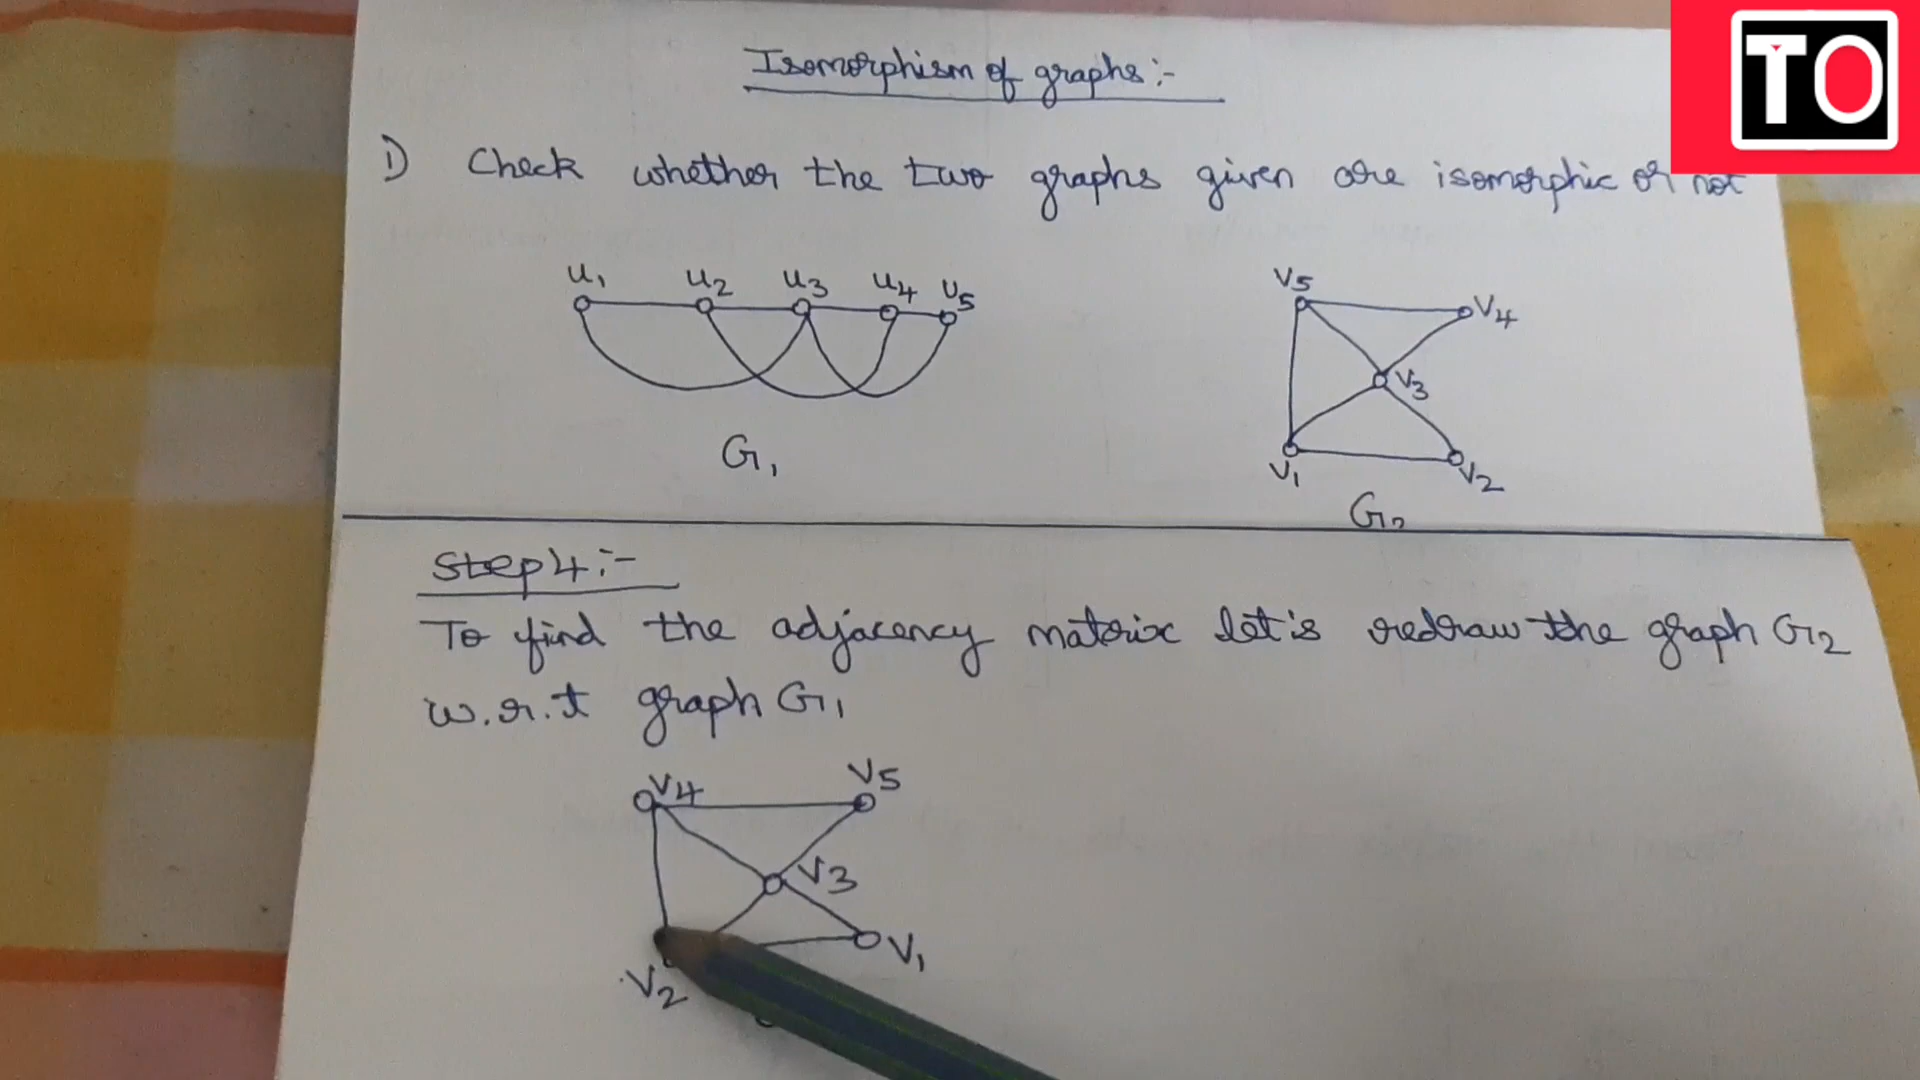 TO
Isomorphism of graphs:-
1) Check whether the two graphs given are isomorphic or not
u1 u2 u3 u4 u5
G1
v5 v4
v3
v1 v2
G2
Step 4:-
To find the adjacency matrix let's redraw the graph G2
w.r.t graph G1
v4 v5
v3
v2 v1